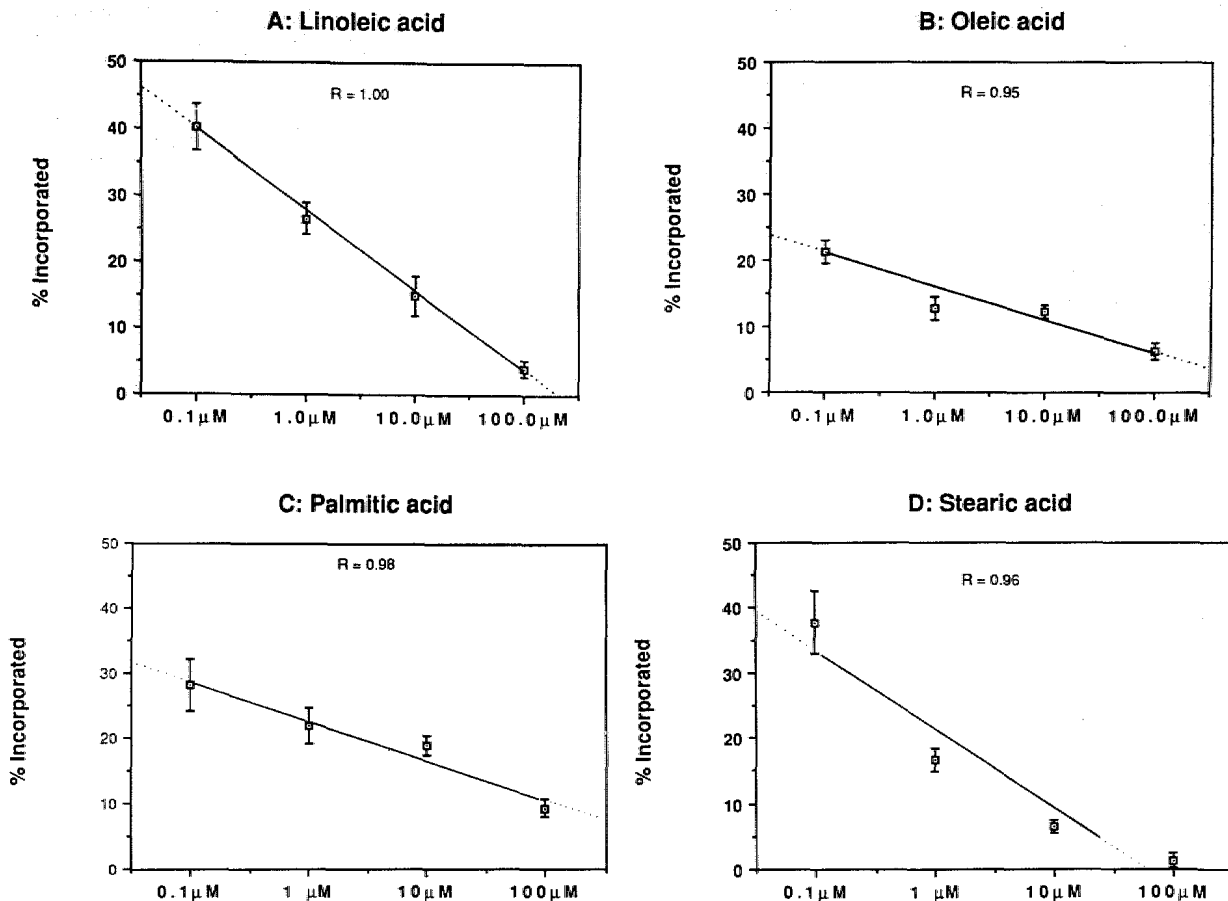 A: Linoleic acid
R = 1.00
% Incorporated
50
40
30
20
10
0
0.1µM 1.0µM 10.0µM 100.0µM
B: Oleic acid
R = 0.95
% Incorporated
50
40
30
20
10
0
0.1µM 1.0µM 10.0µM 100.0µM
C: Palmitic acid
R = 0.98
% Incorporated
50
40
30
20
10
0
0.1µM 1 µM 10µM 100µM
D: Stearic acid
R = 0.96
% Incorporated
50
40
30
20
10
0
0.1µM 1 µM 10µM 100µM